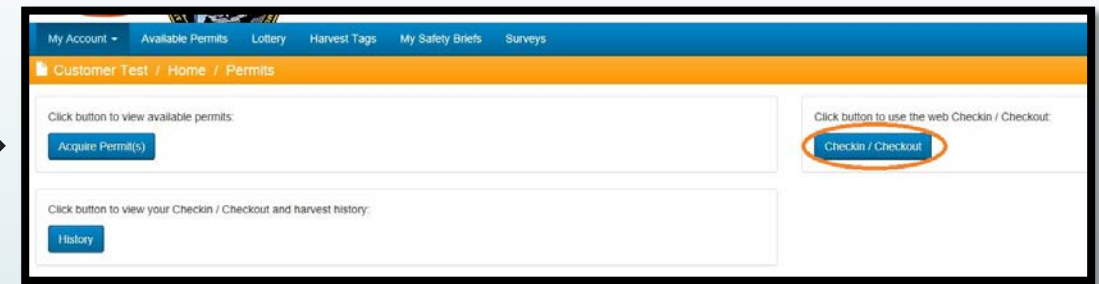 My Account Available Permits Lottery Harvest Tags My Safety Briefs Surveys
Customer Test / Home / Permits
Click button to view available permits:
Acquire Permit(s)
Click button to use the web Checkin / Checkout:
Checkin / Checkout
Click button to view your Checkin / Checkout and harvest history:
History